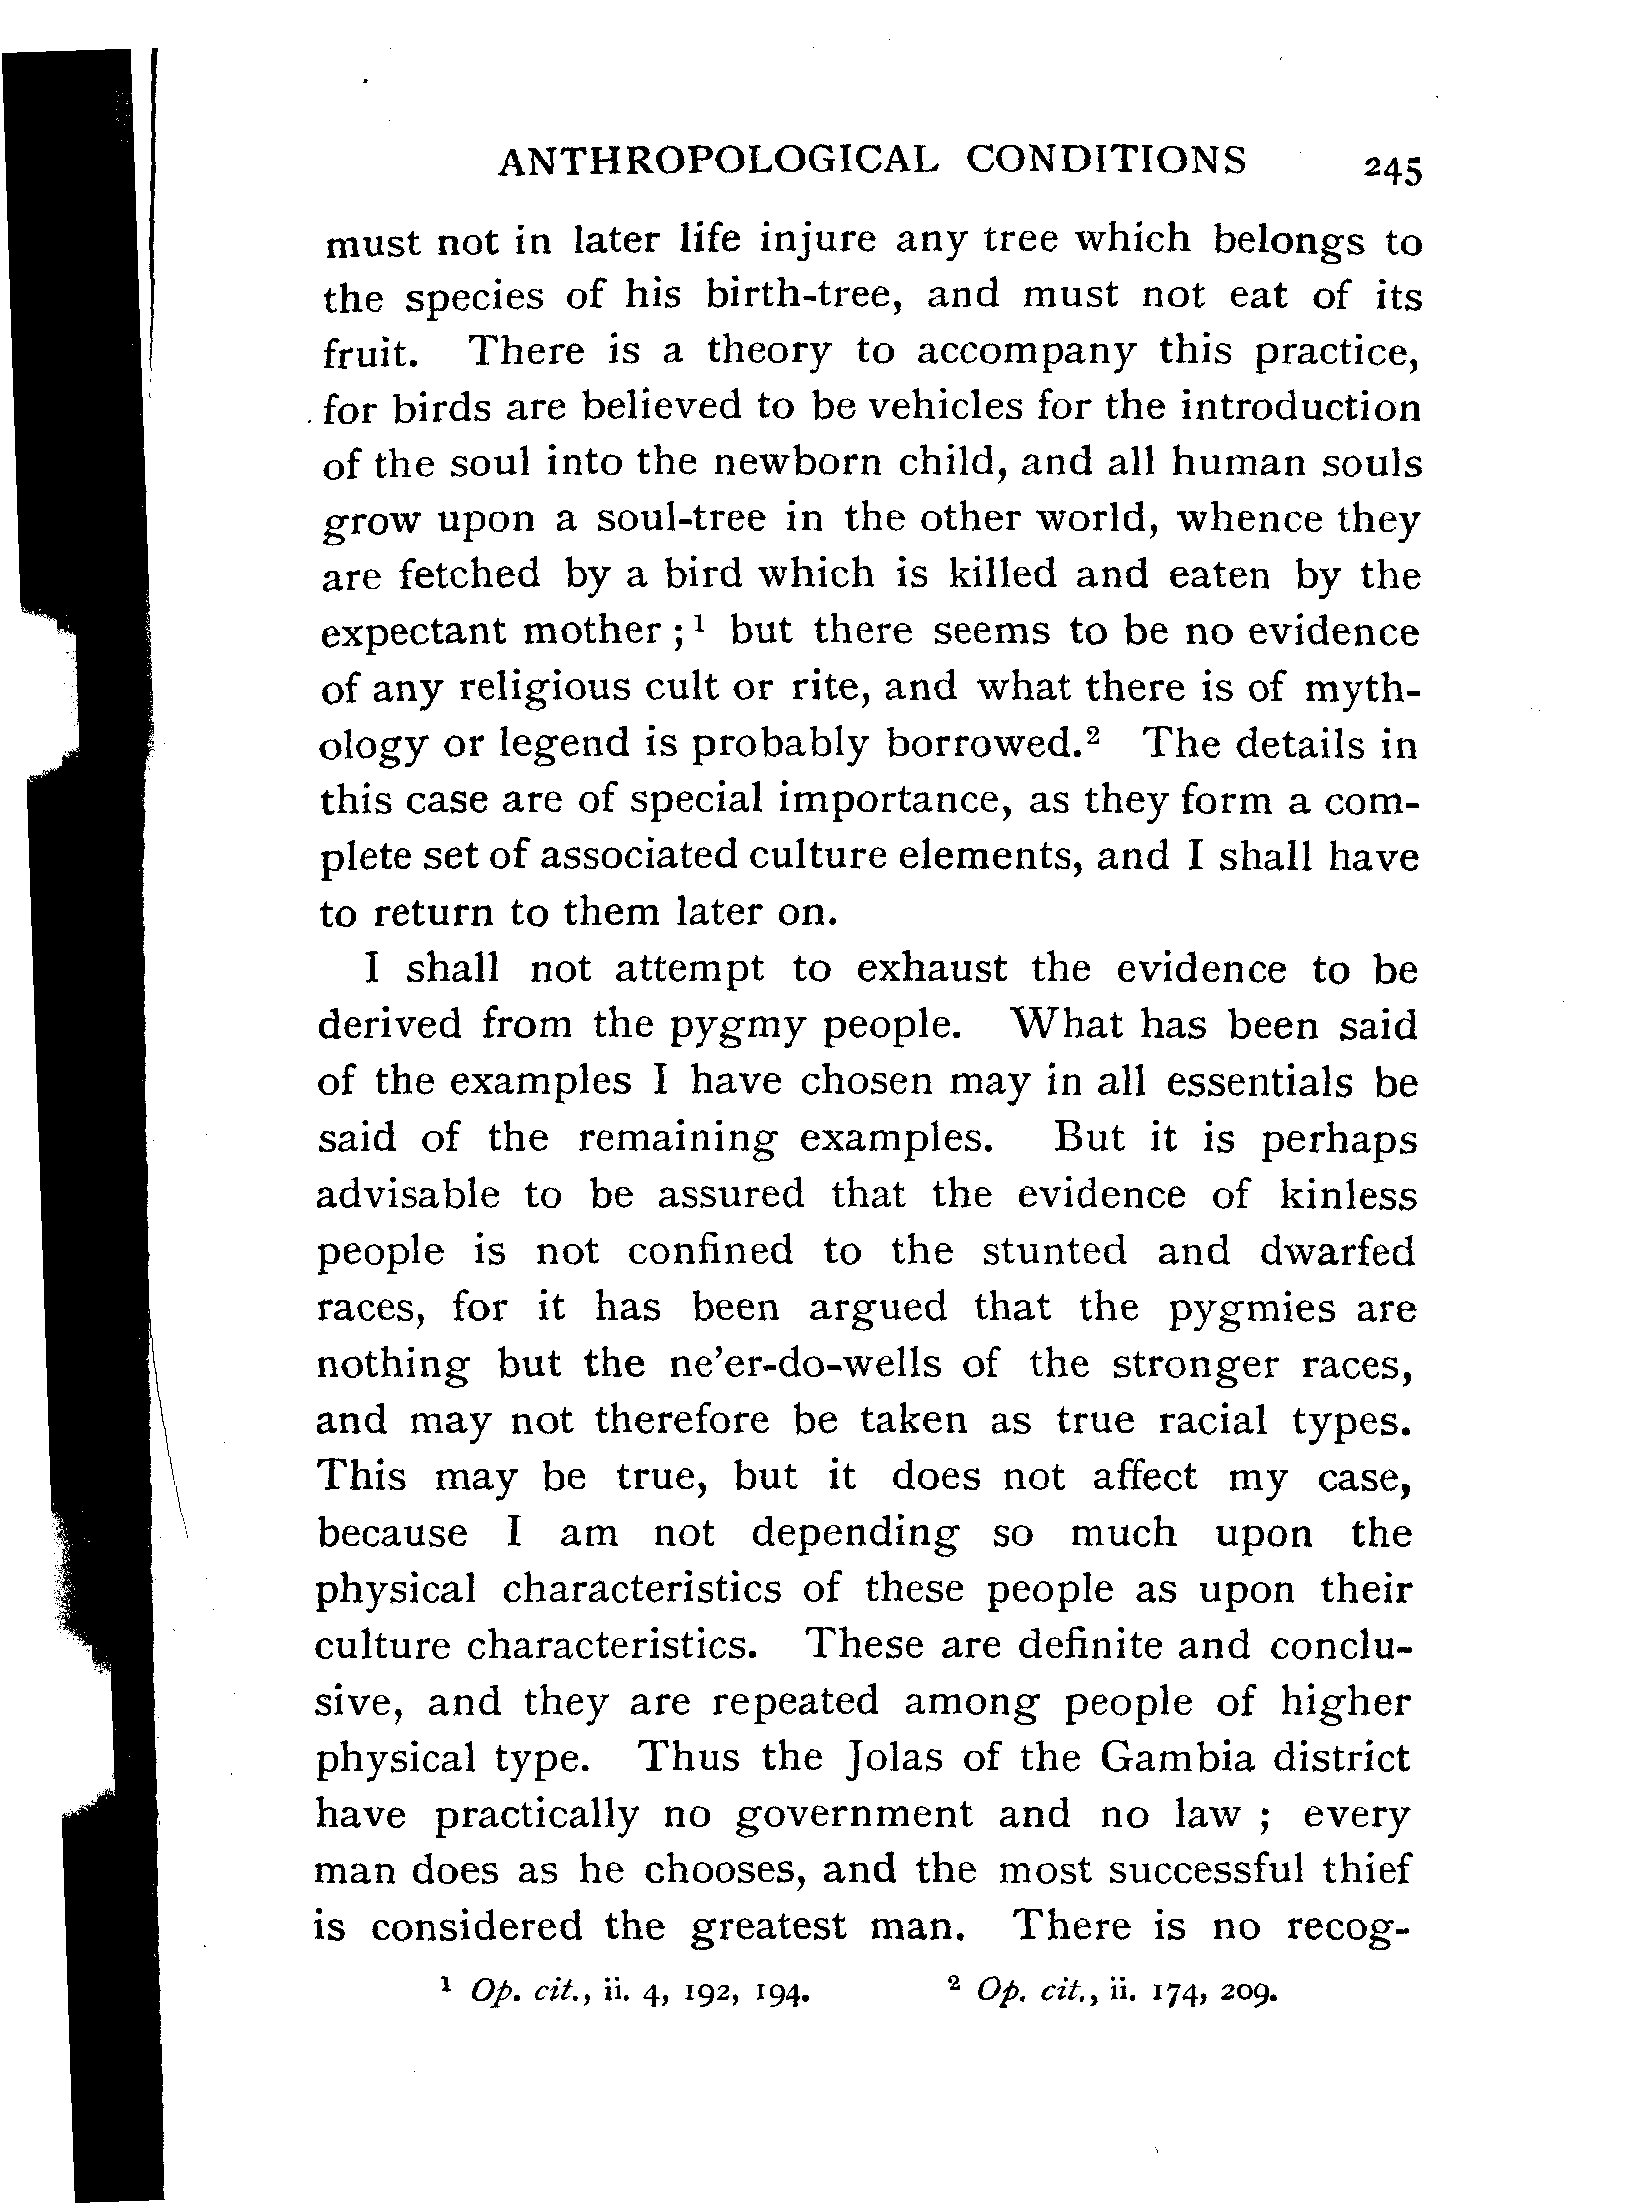 ANTHROPOLOGICAL CONDITIONS 245
must not in later life injure any tree which belongs to
the species of his birth-tree, and must not eat of its
fruit. There is a theory to accompany this practice,
for birds are believed to be vehicles for the introduction
of the soul into the newborn child, and all human souls
grow upon a soul-tree in the other world, whence they
are fetched by a bird which is killed and eaten by the
expectant mother ;¹ but there seems to be no evidence
of any religious cult or rite, and what there is of myth-
ology or legend is probably borrowed.² The details in
this case are of special importance, as they form a com-
plete set of associated culture elements, and I shall have
to return to them later on.
I shall not attempt to exhaust the evidence to be
derived from the pygmy people. What has been said
of the examples I have chosen may in all essentials be
said of the remaining examples. But it is perhaps
advisable to be assured that the evidence of kinless
people is not confined to the stunted and dwarfed
races, for it has been argued that the pygmies are
nothing but the ne'er-do-wells of the stronger races,
and may not therefore be taken as true racial types.
This may be true, but it does not affect my case,
because I am not depending so much upon the
physical characteristics of these people as upon their
culture characteristics. These are definite and conclu-
sive, and they are repeated among people of higher
physical type. Thus the Jolas of the Gambia district
have practically no government and no law ; every
man does as he chooses, and the most successful thief
is considered the greatest man. There is no recog-
¹ Op. cit., ii. 4, 192, 194. ² Op. cit., ii. 174, 209.